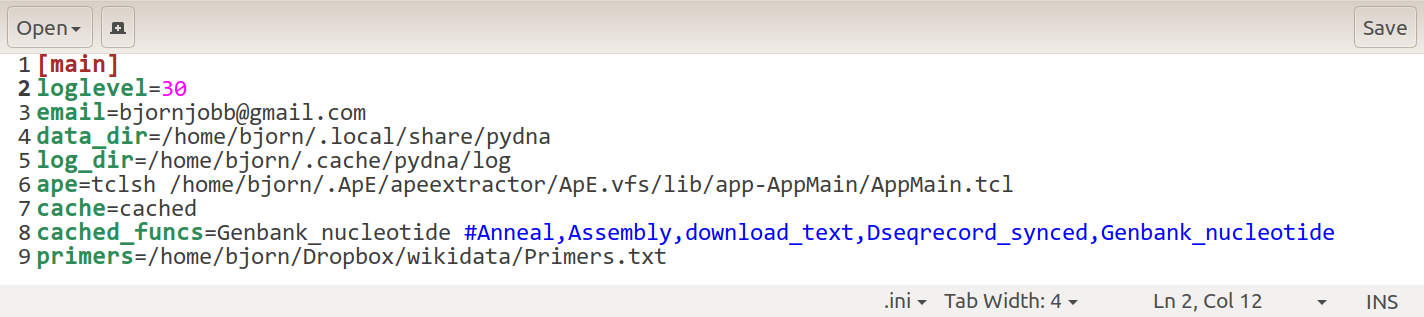 Open
Save
1 [main]
2 loglevel=30
3 email=bjornjobb@gmail.com
4 data_dir=/home/bjorn/.local/share/pydna
5 log_dir=/home/bjorn/.cache/pydna/log
6 ape=tclsh /home/bjorn/.ApE/apeextractor/ApE.vfs/lib/app-AppMain/AppMain.tcl
7 cache=cached
8 cached_funcs=Genbank_nucleotide #Anneal,Assembly,download_text,Dseqrecord_synced,Genbank_nucleotide
9 primers=/home/bjorn/Dropbox/wikidata/Primers.txt
.ini Tab Width: 4 Ln 2, Col 12 INS